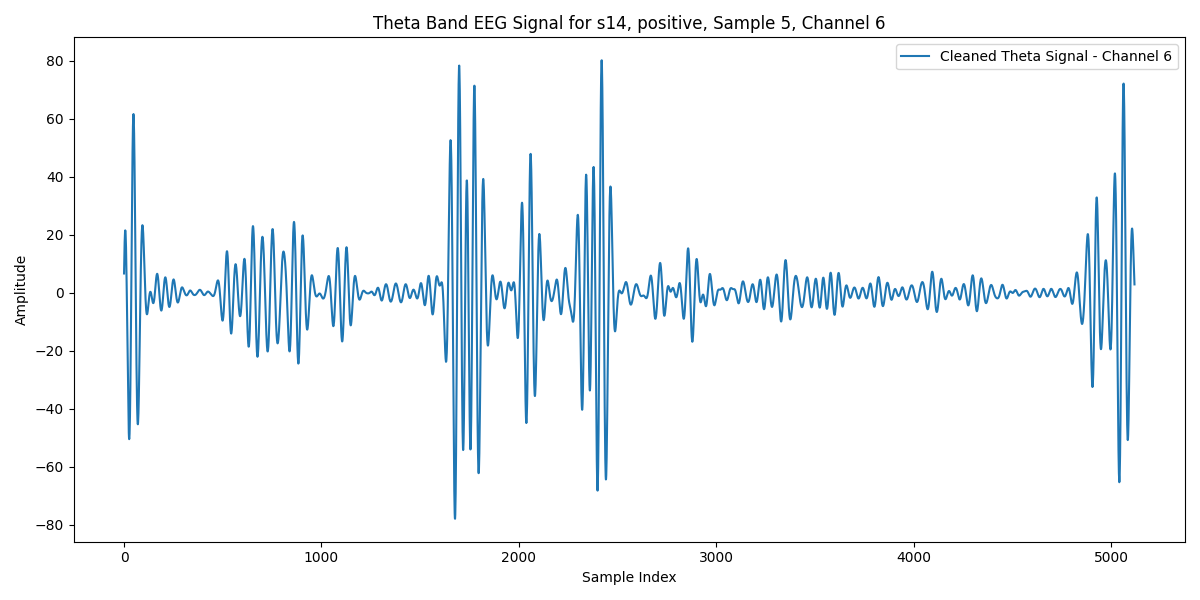 Theta Band EEG Signal for s14, positive, Sample 5, Channel 6
Cleaned Theta Signal - Channel 6
Amplitude
80
60
40
20
0
−20
−40
−60
−80
0 1000 2000 3000 4000 5000
Sample Index